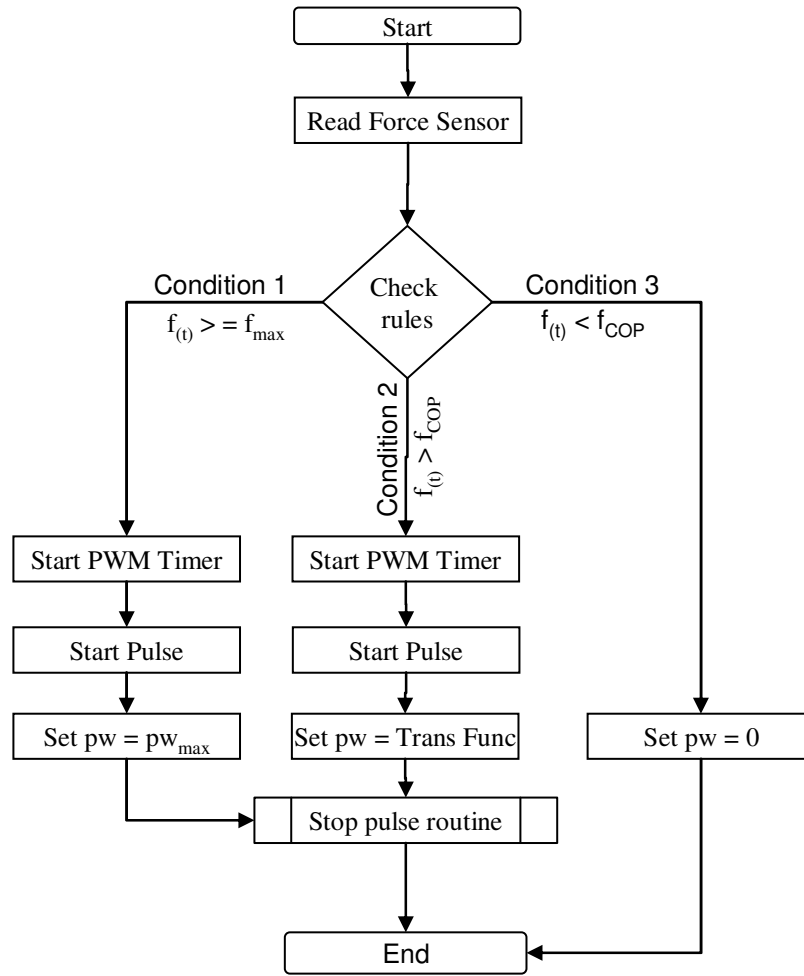 Start
Read Force Sensor
Check
rules
Condition 1
f(t) > = fmax
Condition 2
f(t) > fCOP
Condition 3
f(t) < fCOP
Start PWM Timer
Start Pulse
Set pw = pwmax
Start PWM Timer
Start Pulse
Set pw = Trans Func
Set pw = 0
Stop pulse routine
End